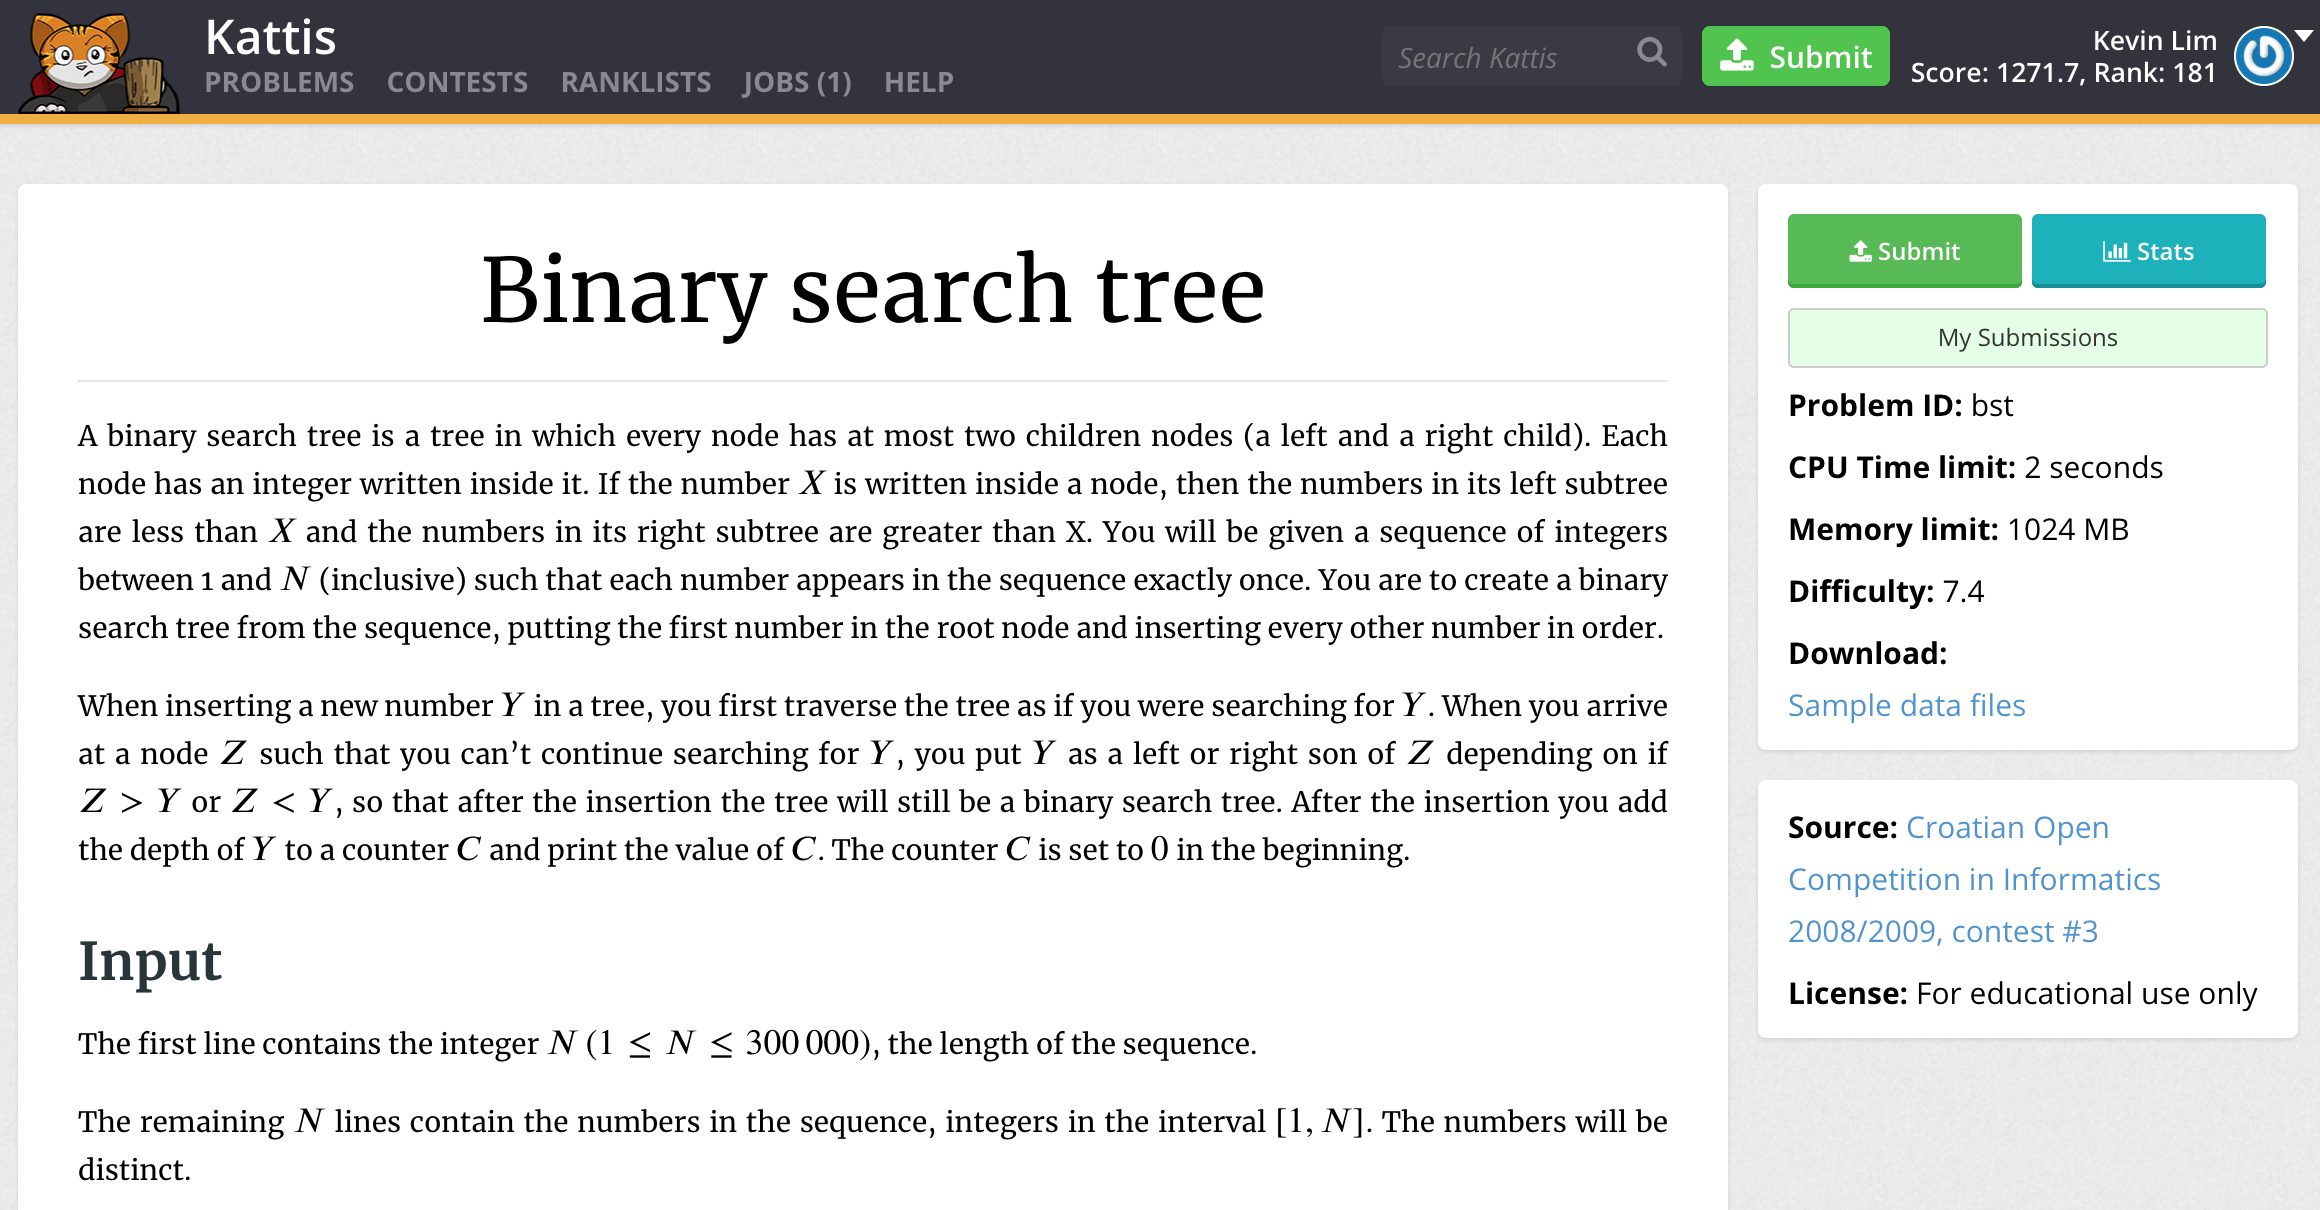 Kattis
PROBLEMS CONTESTS RANKLISTS JOBS (1) HELP
Search Kattis
Submit
Kevin Lim
Score: 1271.7, Rank: 181
Binary search tree
A binary search tree is a tree in which every node has at most two children nodes (a left and a right child). Each
node has an integer written inside it. If the number X is written inside a node, then the numbers in its left subtree
are less than X and the numbers in its right subtree are greater than X. You will be given a sequence of integers
between 1 and N (inclusive) such that each number appears in the sequence exactly once. You are to create a binary
search tree from the sequence, putting the first number in the root node and inserting every other number in order.
When inserting a new number Y in a tree, you first traverse the tree as if you were searching for Y. When you arrive
at a node Z such that you can’t continue searching for Y, you put Y as a left or right son of Z depending on if
Z > Y or Z < Y, so that after the insertion the tree will still be a binary search tree. After the insertion you add
the depth of Y to a counter C and print the value of C. The counter C is set to 0 in the beginning.
Input
The first line contains the integer N (1 ≤ N ≤ 300 000), the length of the sequence.
The remaining N lines contain the numbers in the sequence, integers in the interval [1, N]. The numbers will be
distinct.
Submit
Stats
My Submissions
Problem ID: bst
CPU Time limit: 2 seconds
Memory limit: 1024 MB
Difficulty: 7.4
Download:
Sample data files
Source: Croatian Open
Competition in Informatics
2008/2009, contest #3
License: For educational use only